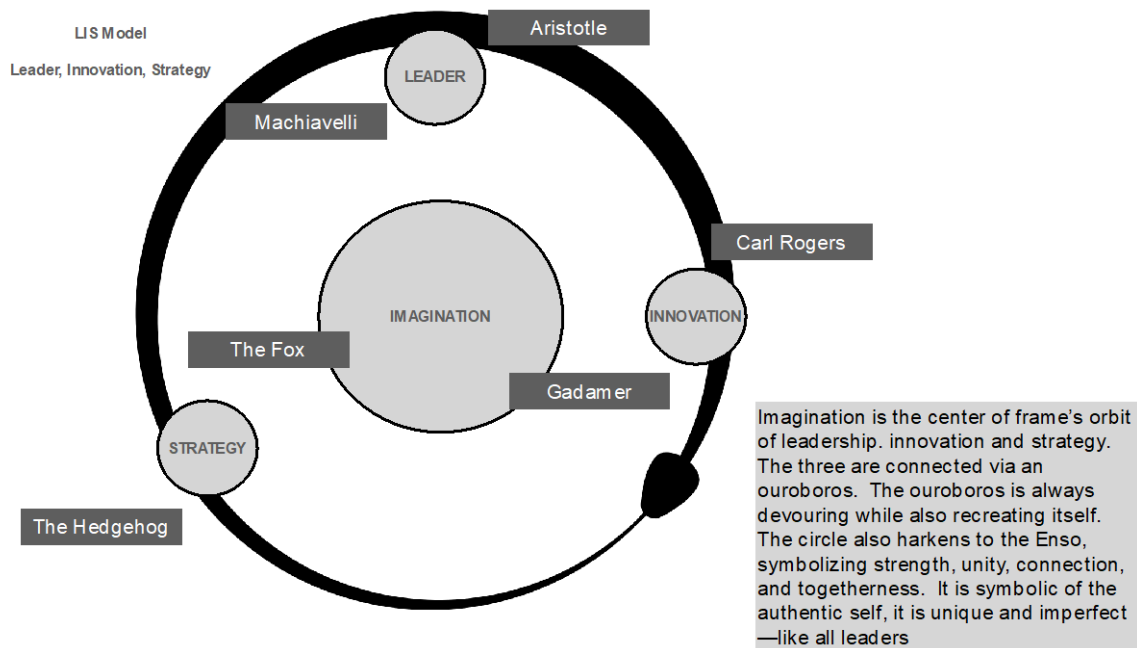 LIS Model
Leader, Innovation, Strategy
Aristotle
LEADER
Machiavelli
Carl Rogers
IMAGINATION
INNOVATION
The Fox
Gadamer
STRATEGY
The Hedgehog
Imagination is the center of frame's orbit
of leadership. innovation and strategy.
The three are connected via an
ouroboros.  The ouroboros is always
devouring while also recreating itself.
The circle also harkens to the Enso,
symbolizing strength, unity, connection,
and togetherness.  It is symbolic of the
authentic self, it is unique and imperfect
—like all leaders